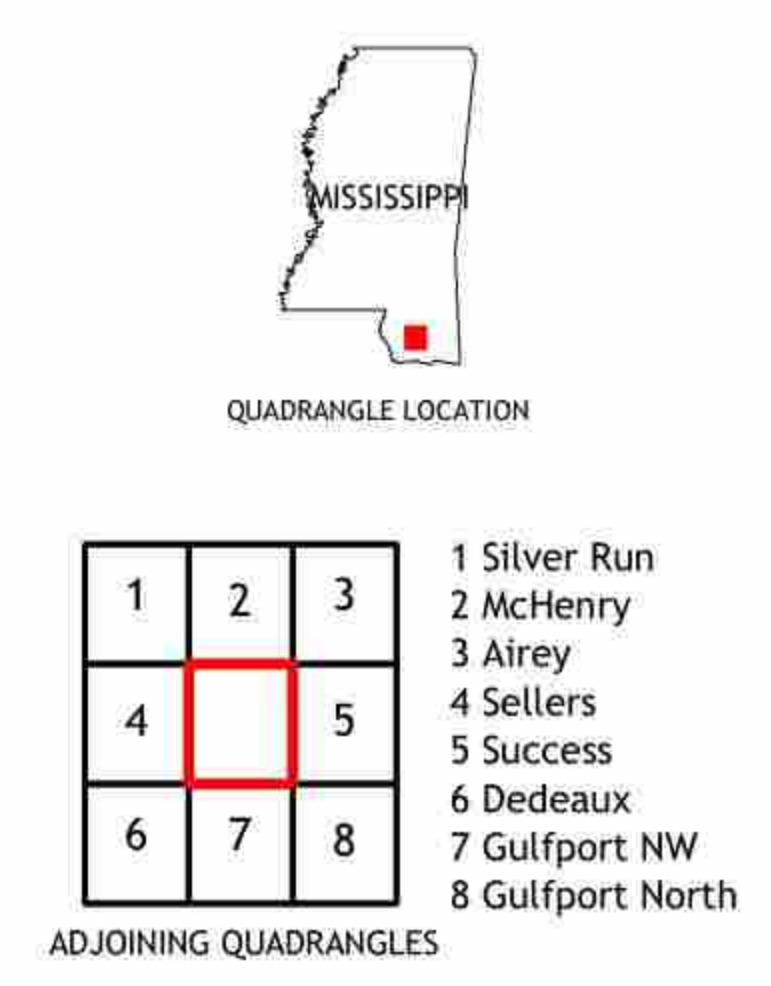 MISSISSIPPI
QUADRANGLE LOCATION
1 2 3
4 5
6 7 8
1 Silver Run
2 McHenry
3 Airey
4 Sellers
5 Success
6 Dedeaux
7 Gulfport NW
8 Gulfport North
ADJOINING QUADRANGLES